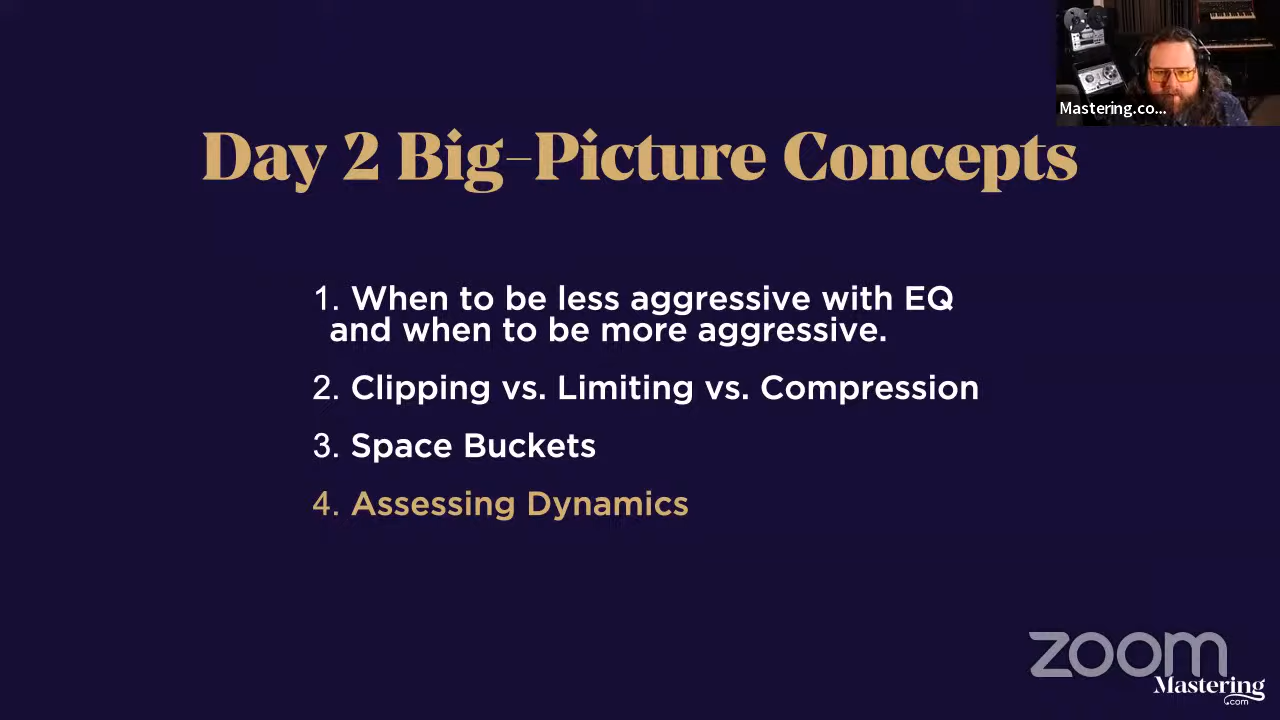 Mastering.co...
Day 2 Big-Picture Concepts
1. When to be less aggressive with EQ
and when to be more aggressive.
2. Clipping vs. Limiting vs. Compression
3. Space Buckets
4. Assessing Dynamics
zoom
Mastering
.com